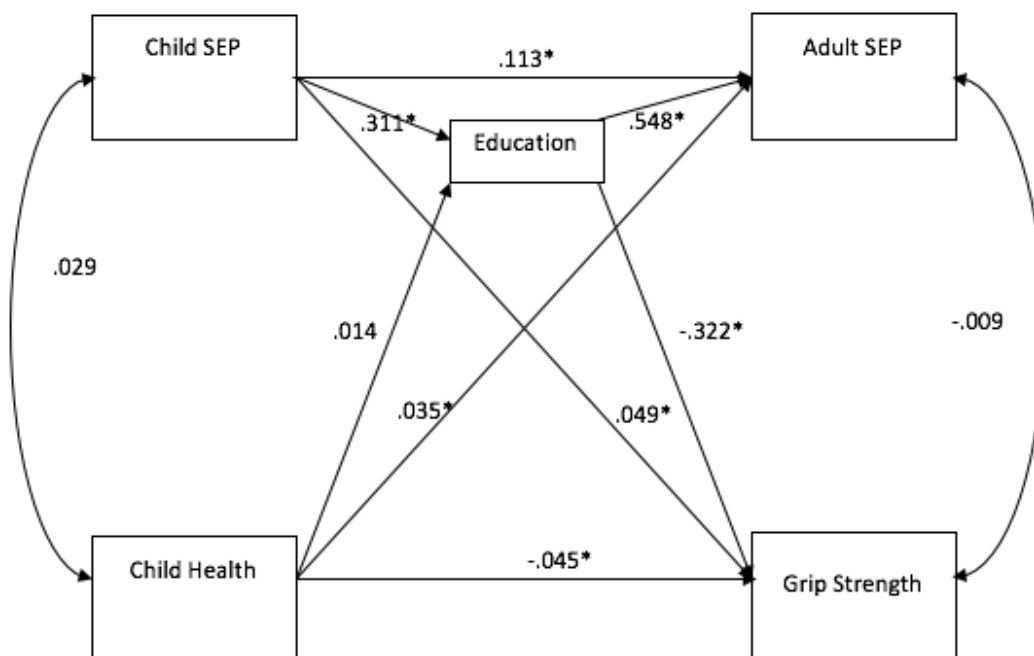 Child SEP
Adult SEP
.113*
.311*
.548*
Education
.029
.014
-.322*
-.009
.035*
.049*
-.045*
Child Health
Grip Strength